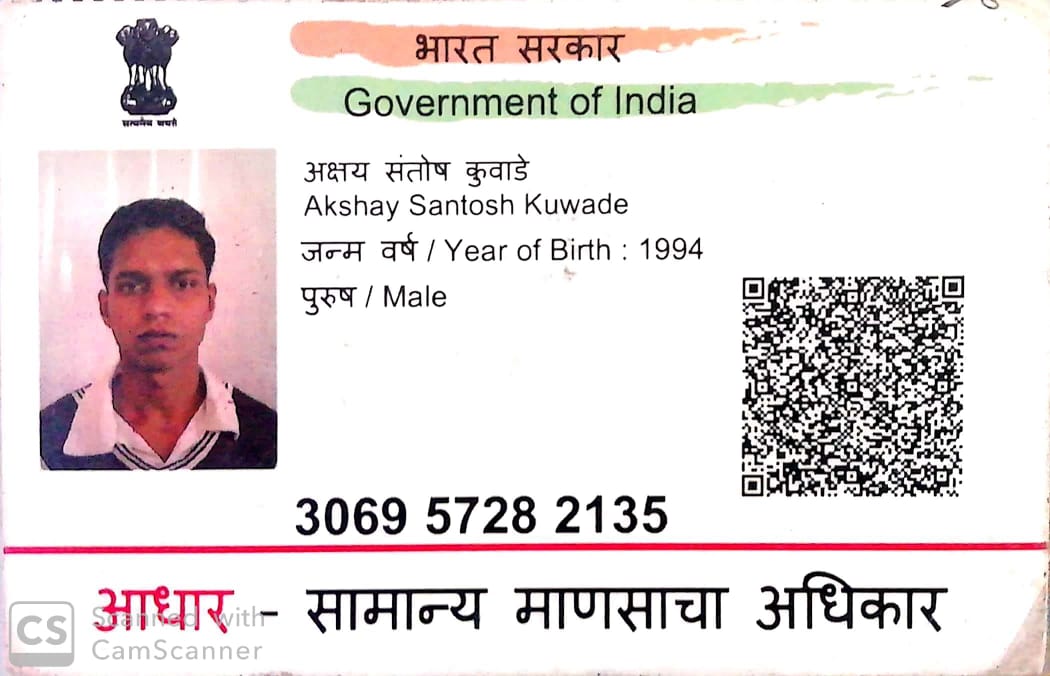 भारत सरकार
Government of India
सत्यमेव जयते
अक्षय संतोष कुवाडे
Akshay Santosh Kuwade
जन्म वर्ष / Year of Birth : 1994
पुरुष / Male
3069 5728 2135
आधार - सामान्य माणसाचा अधिकार
CS Scanned with
CamScanner